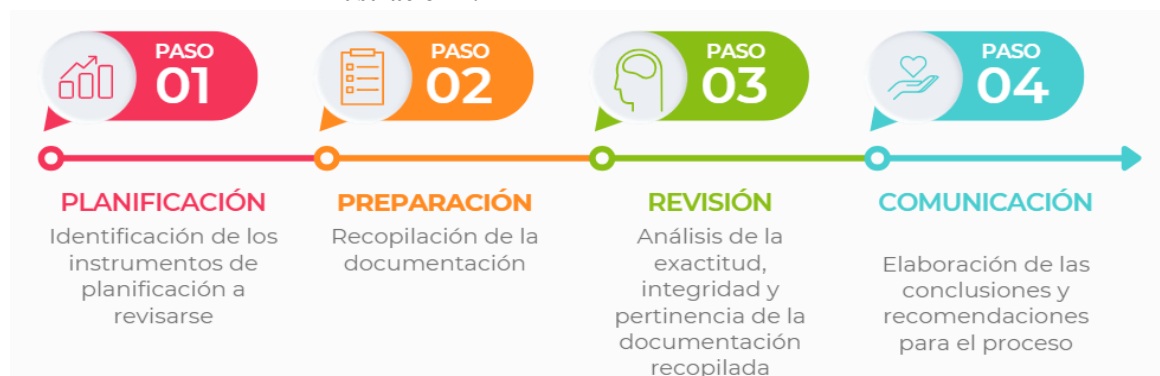 PASO
01
PASO
02
PASO
03
PASO
04
PLANIFICACIÓN
Identificación de los
instrumentos de
planificación a
revisarse
PREPARACIÓN
Recopilación de la
documentación
REVISIÓN
Análisis de la
exactitud,
integridad y
pertinencia de la
documentación
recopilada
COMUNICACIÓN
Elaboración de las
conclusiones y
recomendaciones
para el proceso